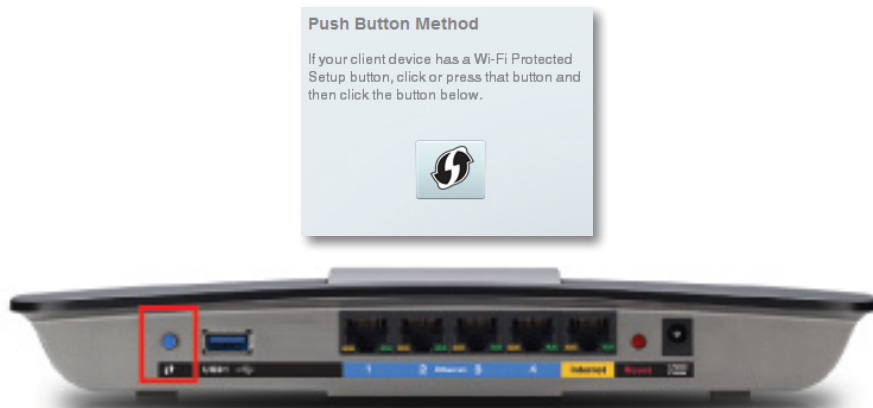 Push Button Method
If your client device has a Wi-Fi Protected
Setup button, click or press that button and
then click the button below.
1 2 Ethernet 3 4 Internet Reset